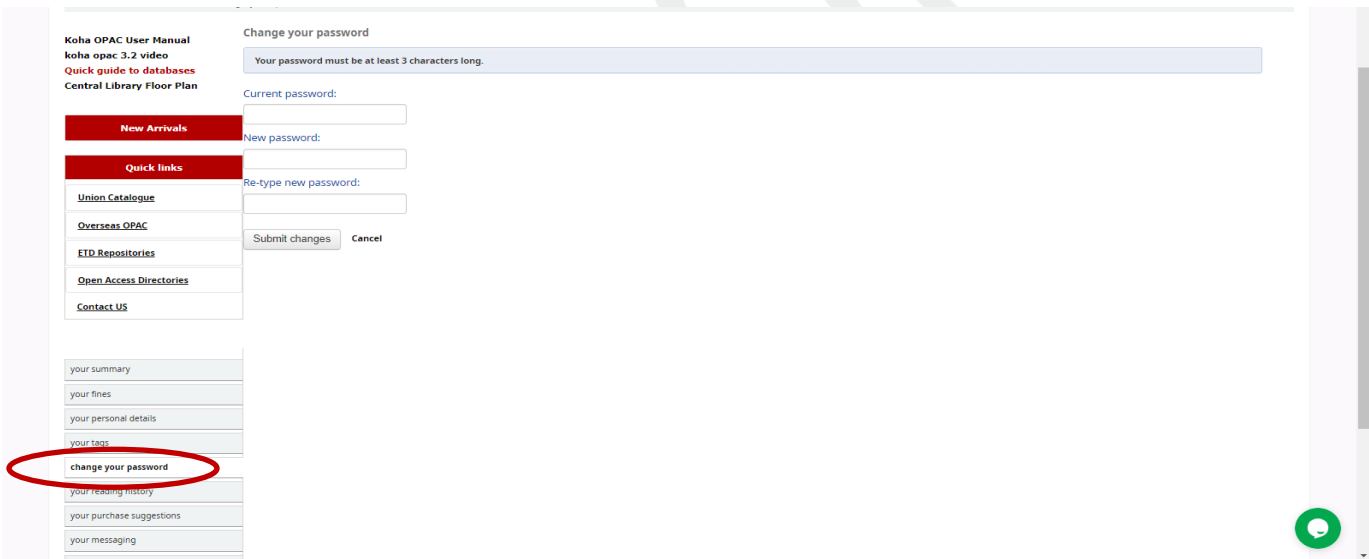 Koha OPAC User Manual
koha opac 3.2 video
Quick guide to databases
Central Library Floor Plan
New Arrivals
Quick links
Union Catalogue
Overseas OPAC
ETD Repositories
Open Access Directories
Contact US
your summary
your fines
your personal details
your tags
change your password
your reading history
your purchase suggestions
your messaging
Change your password
Your password must be at least 3 characters long.
Current password:
New password:
Re-type new password:
Submit changes Cancel